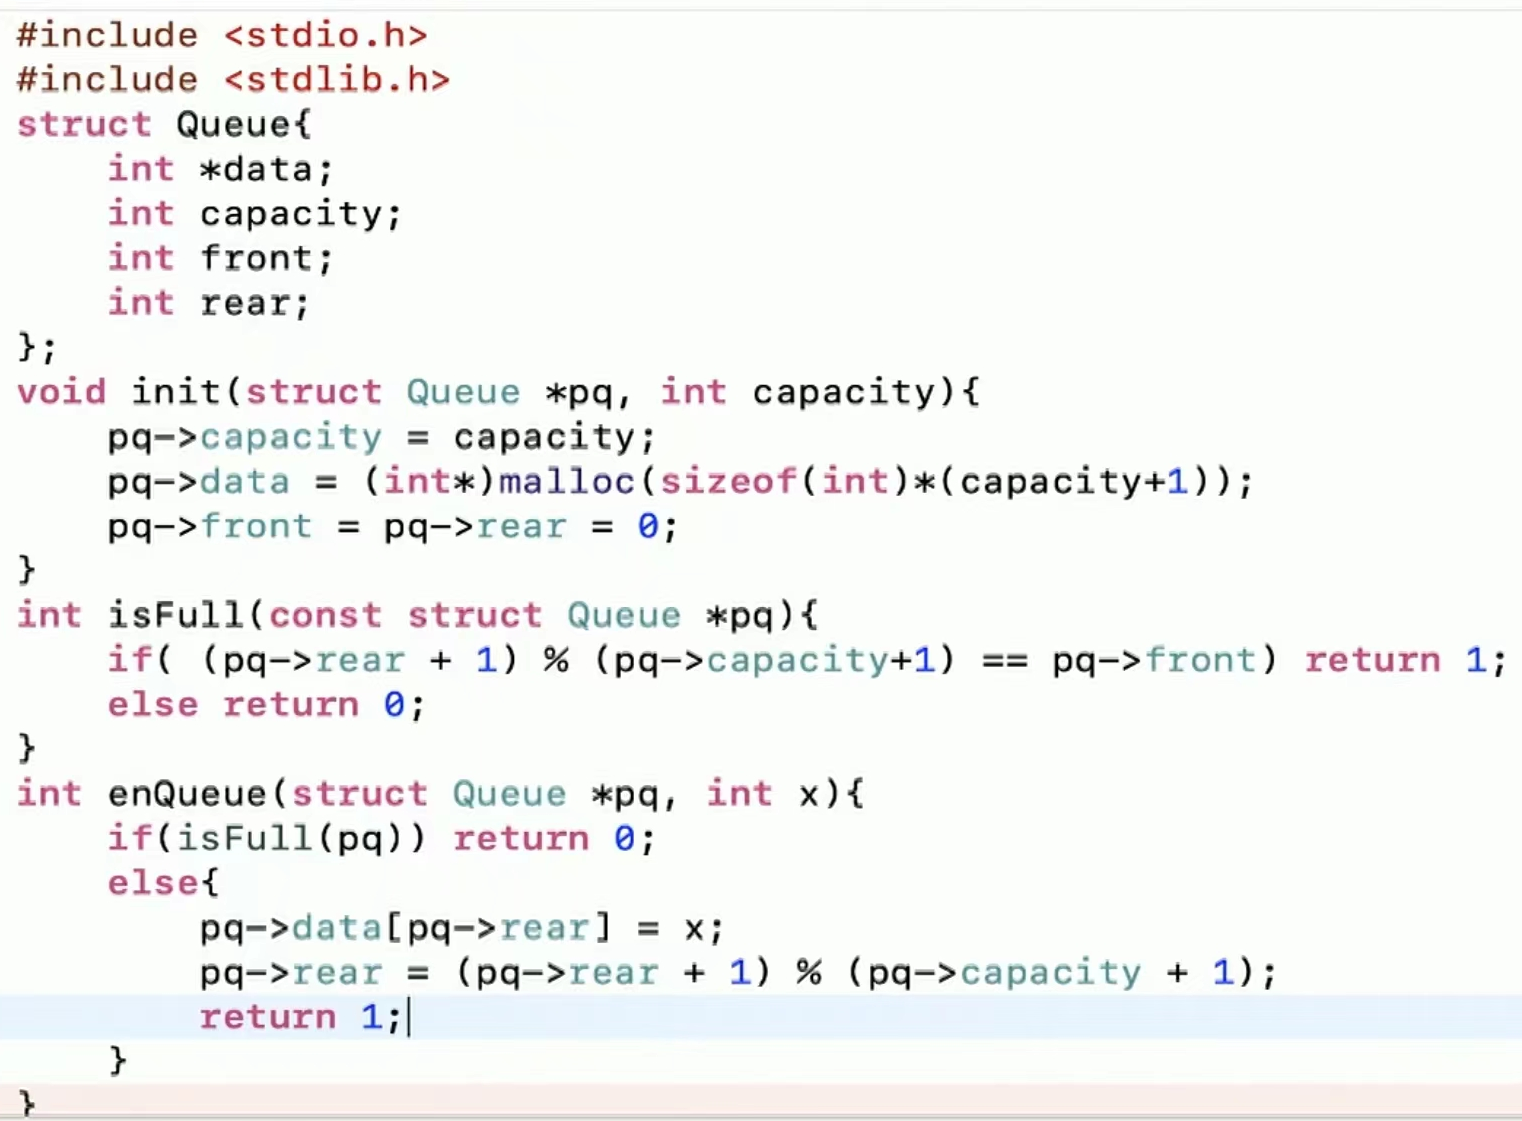 #include <stdio.h>
#include <stdlib.h>
struct Queue{
    int *data;
    int capacity;
    int front;
    int rear;
};
void init(struct Queue *pq, int capacity){
    pq->capacity = capacity;
    pq->data = (int*)malloc(sizeof(int)*(capacity+1));
    pq->front = pq->rear = 0;
}
int isFull(const struct Queue *pq){
    if( (pq->rear + 1) % (pq->capacity+1) == pq->front) return 1;
    else return 0;
}
int enQueue(struct Queue *pq, int x){
    if(isFull(pq)) return 0;
    else{
        pq->data[pq->rear] = x;
        pq->rear = (pq->rear + 1) % (pq->capacity + 1);
        return 1;
    }
}